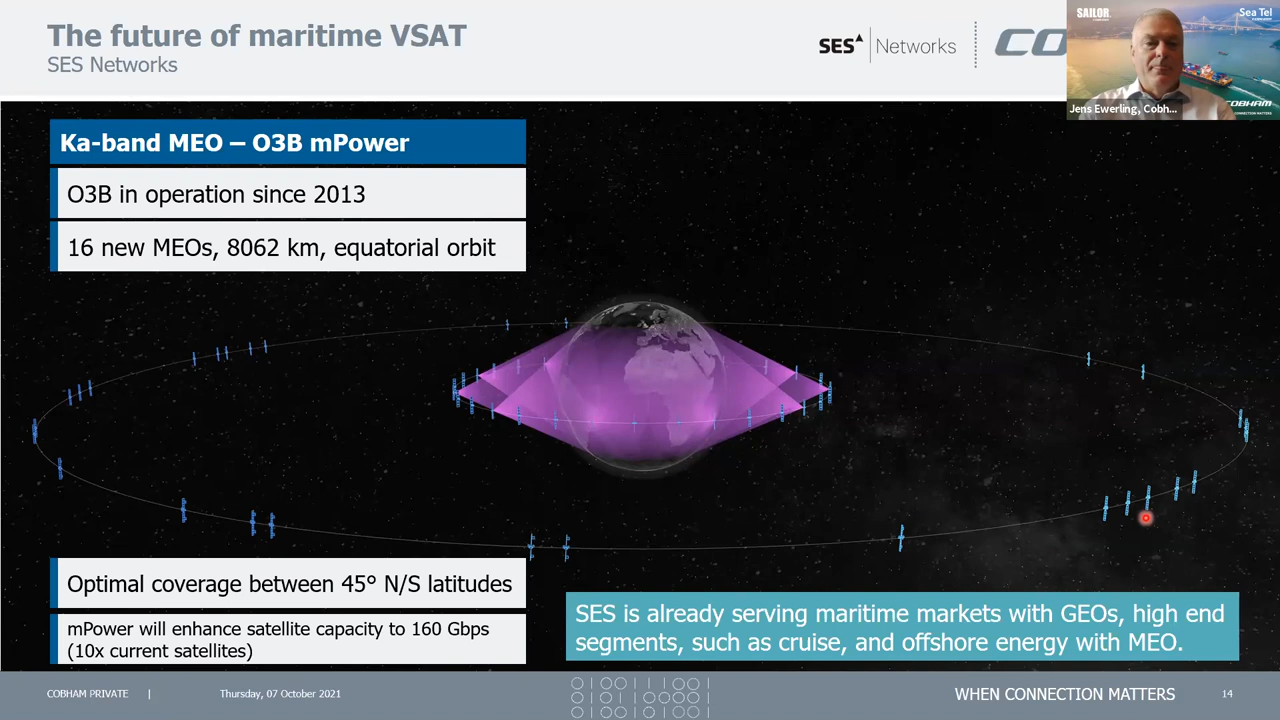 The future of maritime VSAT
SES Networks
SES Networks
CO
SAILOR
Sea Tel
COBHAM
CONNECTION MATTERS
Jens Ewerling, Cobh...
Ka-band MEO – O3B mPower
O3B in operation since 2013
16 new MEOs, 8062 km, equatorial orbit
Optimal coverage between 45° N/S latitudes
mPower will enhance satellite capacity to 160 Gbps
(10x current satellites)
SES is already serving maritime markets with GEOs, high end
segments, such as cruise, and offshore energy with MEO.
COBHAM PRIVATE |
Thursday, 07 October 2021
WHEN CONNECTION MATTERS
14